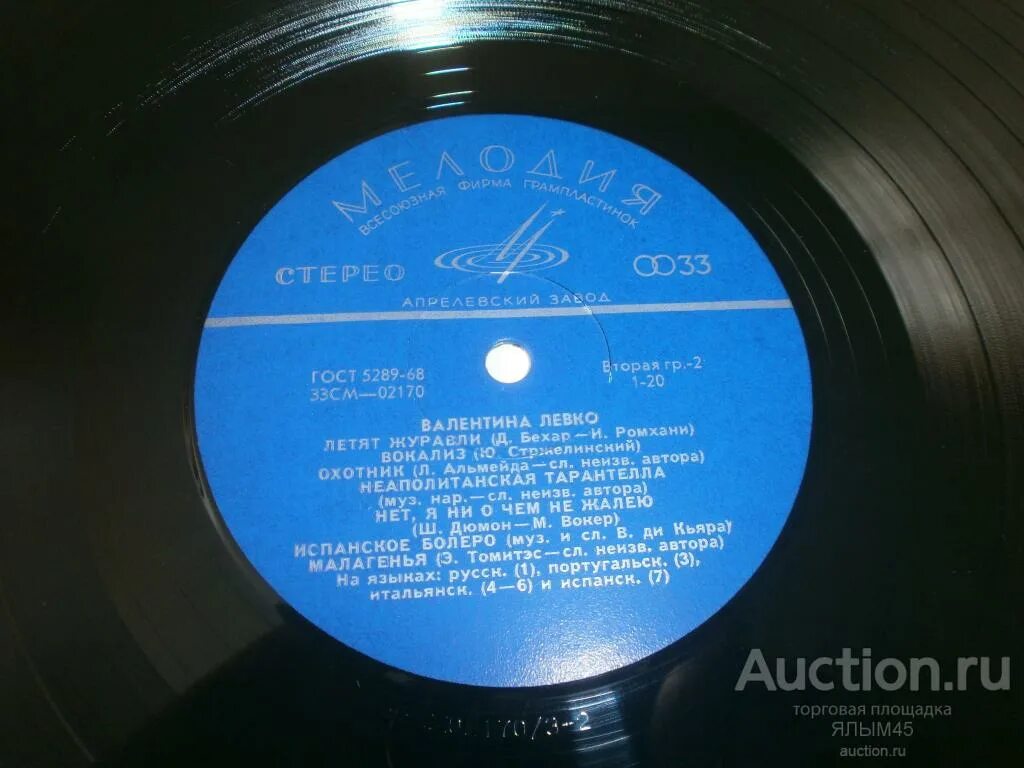 МЕЛОДИЯ
ВСЕСОЮЗНАЯ ФИРМА ГРАМПЛАСТИНОК
СТЕРЕО
33
АПРЕЛЕВСКИЙ ЗАВОД
ГОСТ 5289-68
Вторая гр.-2
33СМ—02170
1-20
ВАЛЕНТИНА ЛЕВКО
ЛЕТЯТ ЖУРАВЛИ (Д. Бехар—И. Ромхани)
ВОКАЛИЗ (Ю. Стржелинский)
ОХОТНИК (Л. Альмейда—сл. неизв. автора)
НЕАПОЛИТАНСКАЯ ТАРАНТЕЛЛА
(муз. нар.—сл. неизв. автора)
НЕТ, Я НИ О ЧЕМ НЕ ЖАЛЕЮ
(Ш. Дюмон—М. Вокер)
ИСПАНСКОЕ БОЛЕРО (муз. и сл. В. ди Кьяра)
МАЛАГЕНЬЯ (Э. Томитэс—сл. неизв. автора)
На языках: русск. (1), португальск. (3),
итальянск. (4—6) и испанск. (7)
Auction.ru
торговая площадка
ЯЛЫМ45
auction.ru